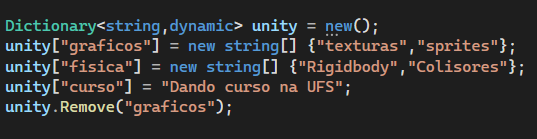 Dictionary<string,dynamic> unity = new();
unity["graficos"] = new string[] {"texturas","sprites"};
unity["fisica"] = new string[] {"Rigidbody","Colisores"};
unity["curso"] = "Dando curso na UFS";
unity.Remove("graficos");